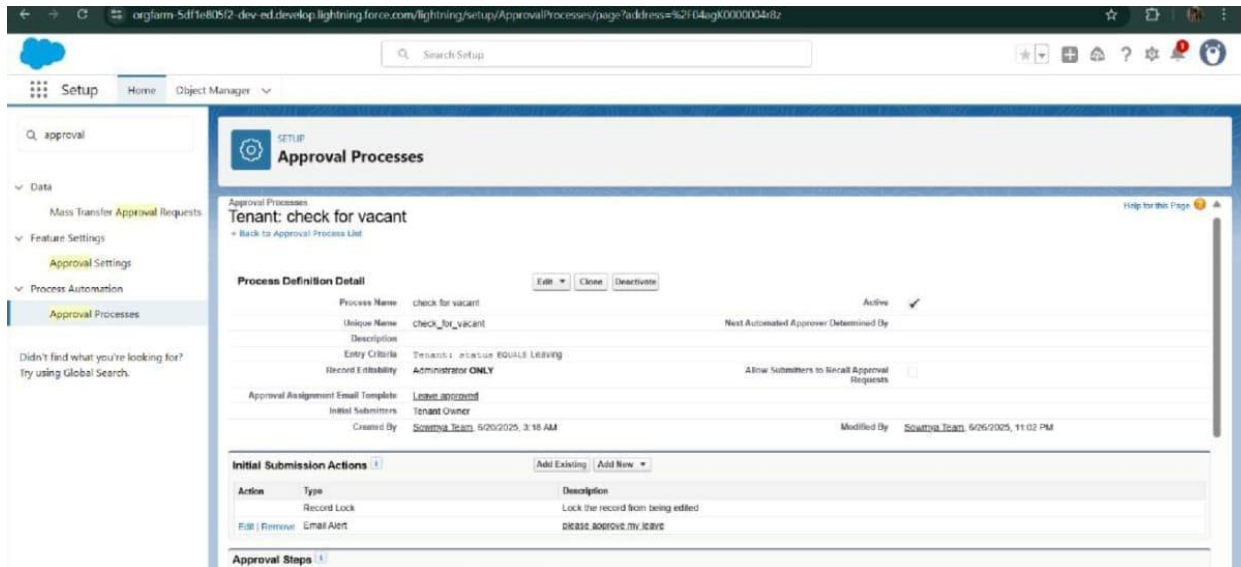 orgfarm-5df1e805f2-dev-ed.develop.lightning.force.com/lightning/setup/ApprovalProcesses/page?address=%2F04agK0000004r8z
Search Setup
Setup Home Object Manager
approval
Data
Mass Transfer Approval Requests
Feature Settings
Approval Settings
Process Automation
Approval Processes
Didn't find what you're looking for?
Try using Global Search.
SETUP
Approval Processes
Approval Processes
Tenant: check for vacant
« Back to Approval Process List
Help for this Page
Process Definition Detail Edit Clone Deactivate
Process Name check for vacant Active
Unique Name check_for_vacant Next Automated Approver Determined By
Description
Entry Criteria Tenant: status EQUALS Leaving
Record Editability Administrator ONLY Allow Submitters to Recall Approval
Requests
Approval Assignment Email Template Leave approved
Initial Submitters Tenant Owner
Created By Sowmya Team, 6/20/2025, 3:18 AM Modified By Sowmya Team, 6/26/2025, 11:02 PM
Initial Submission Actions i Add Existing Add New
Action Type Description
Record Lock Lock the record from being edited
Edit | Remove Email Alert please approve my leave
Approval Steps i